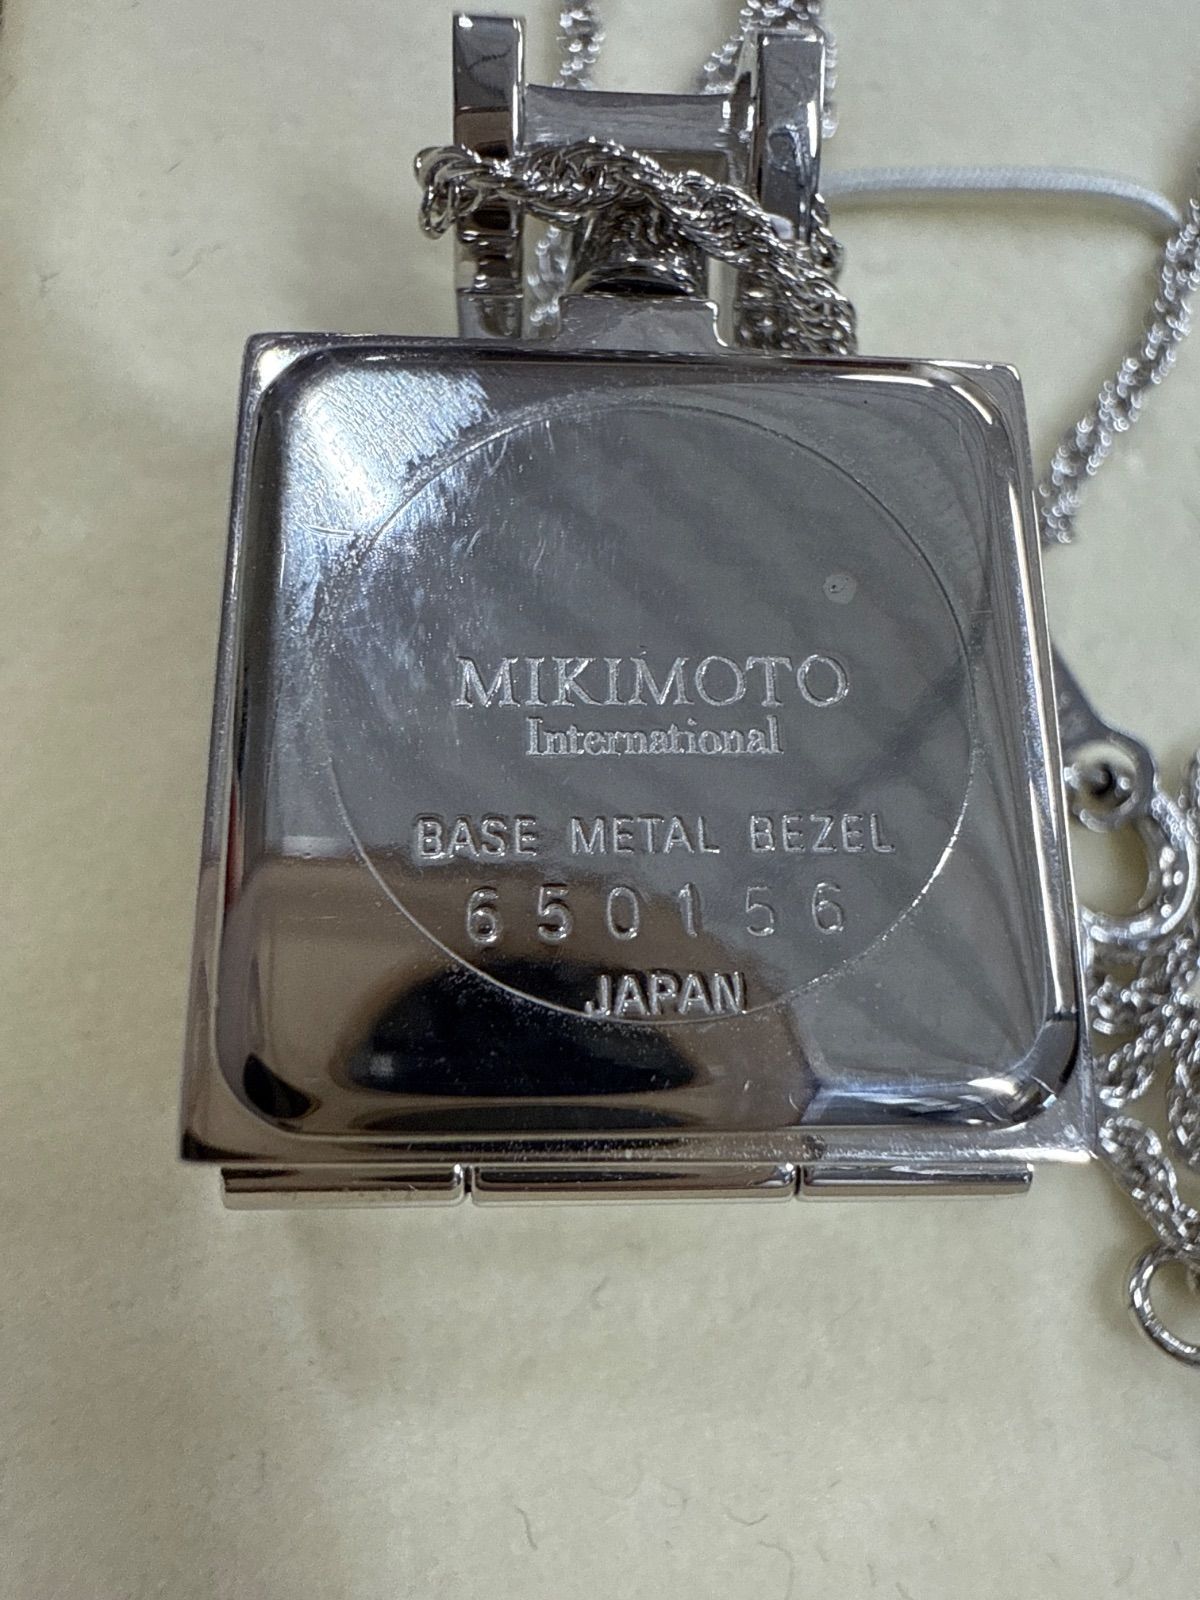 MIKIMOTO
International
BASE METAL BEZEL
650156
JAPAN